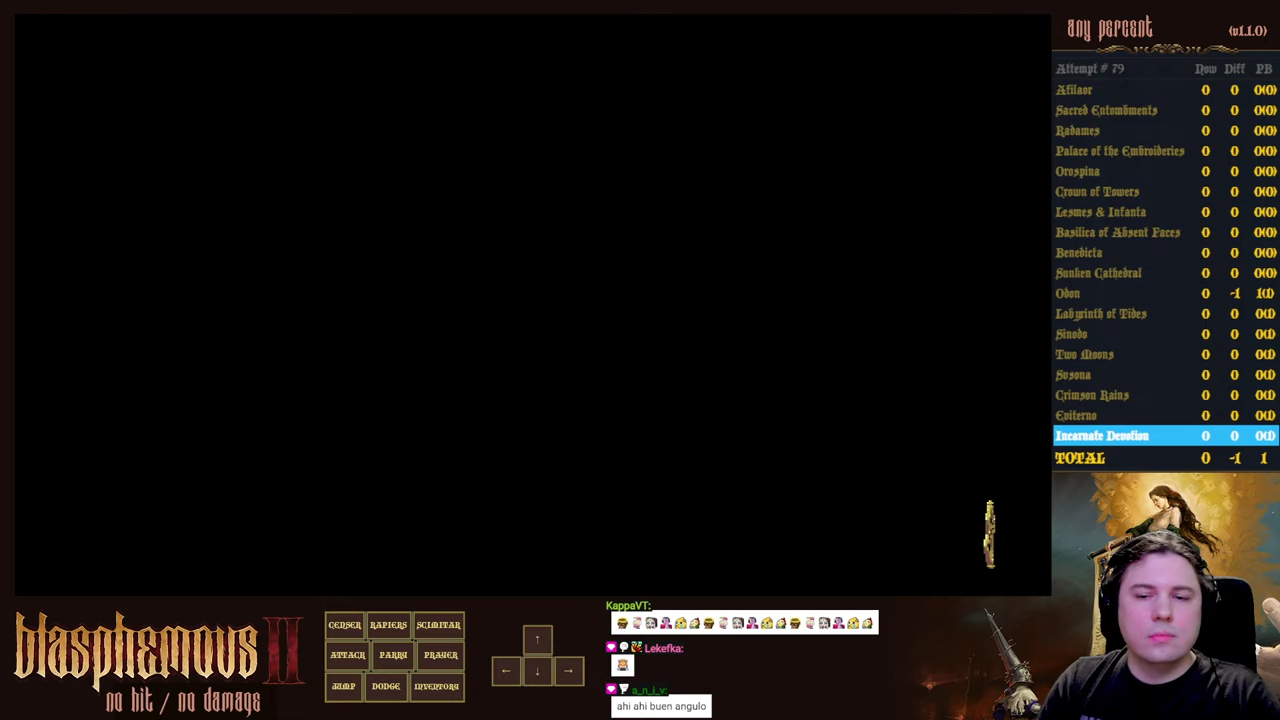 any percent (v1.1.0)
Attempt # 79 Now Diff PB
Afilaor 0 0 0(0)
Sacred Entombments 0 0 0(0)
Radames 0 0 0(0)
Palace of the Embroideries 0 0 0(0)
Orospina 0 0 0(0)
Crown of Towers 0 0 0(0)
Lesmes & Infanta 0 0 0(0)
Basilica of Absent Faces 0 0 0(0)
Benedicta 0 0 0(0)
Sunken Cathedral 0 0 0(0)
Odon 0 -1 1(1)
Labyrinth of Tides 0 0 0(1)
Sinodo 0 0 0(1)
Two Moons 0 0 0(1)
Svsona 0 0 0(1)
Crimson Rains 0 0 0(1)
Eviterno 0 0 0(1)
Incarnate Devotion 0 0 0(1)
TOTAL 0 -1 1
blasphemous II
no hit / no damage
CENSER RAPIERS SCIMITAR
ATTACK PARRY PRAYER
JUMP DODGE INVENTORY
↑
← ↓ →
KappaVT:
Lekefka:
a_n_i_v:
ahi ahi buen angulo